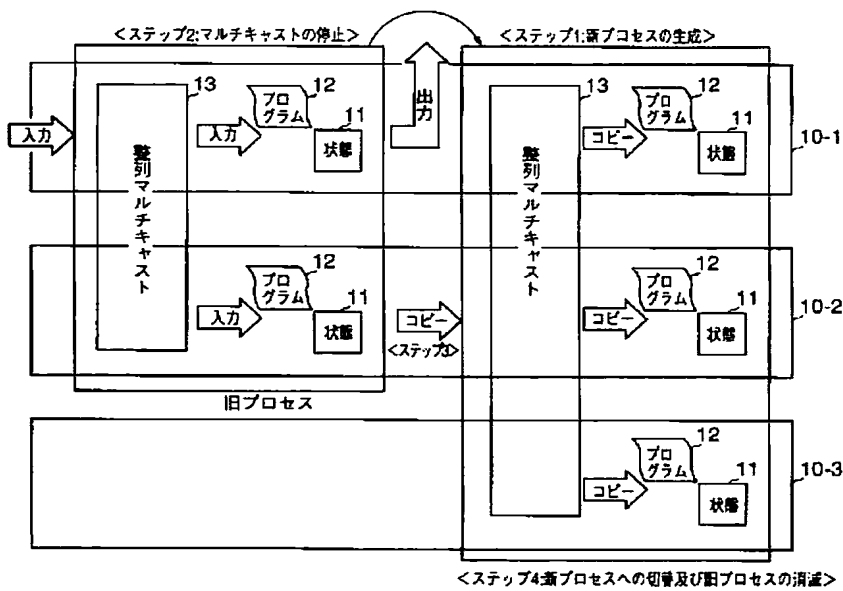 <ステップ2:マルチキャストの停止>
<ステップ1:新プロセスの生成>
13
12
プロ
グラム
11
状態
入力
入力
整列マルチキャスト
出力
13
12
プロ
グラム
11
状態
コピー
整列マルチキャスト
10-1
12
プロ
グラム
11
状態
入力
コピー
<ステップ3>
12
プロ
グラム
11
状態
コピー
10-2
旧プロセス
12
プロ
グラム
11
状態
コピー
10-3
<ステップ4:新プロセスへの切替及び旧プロセスの消滅>